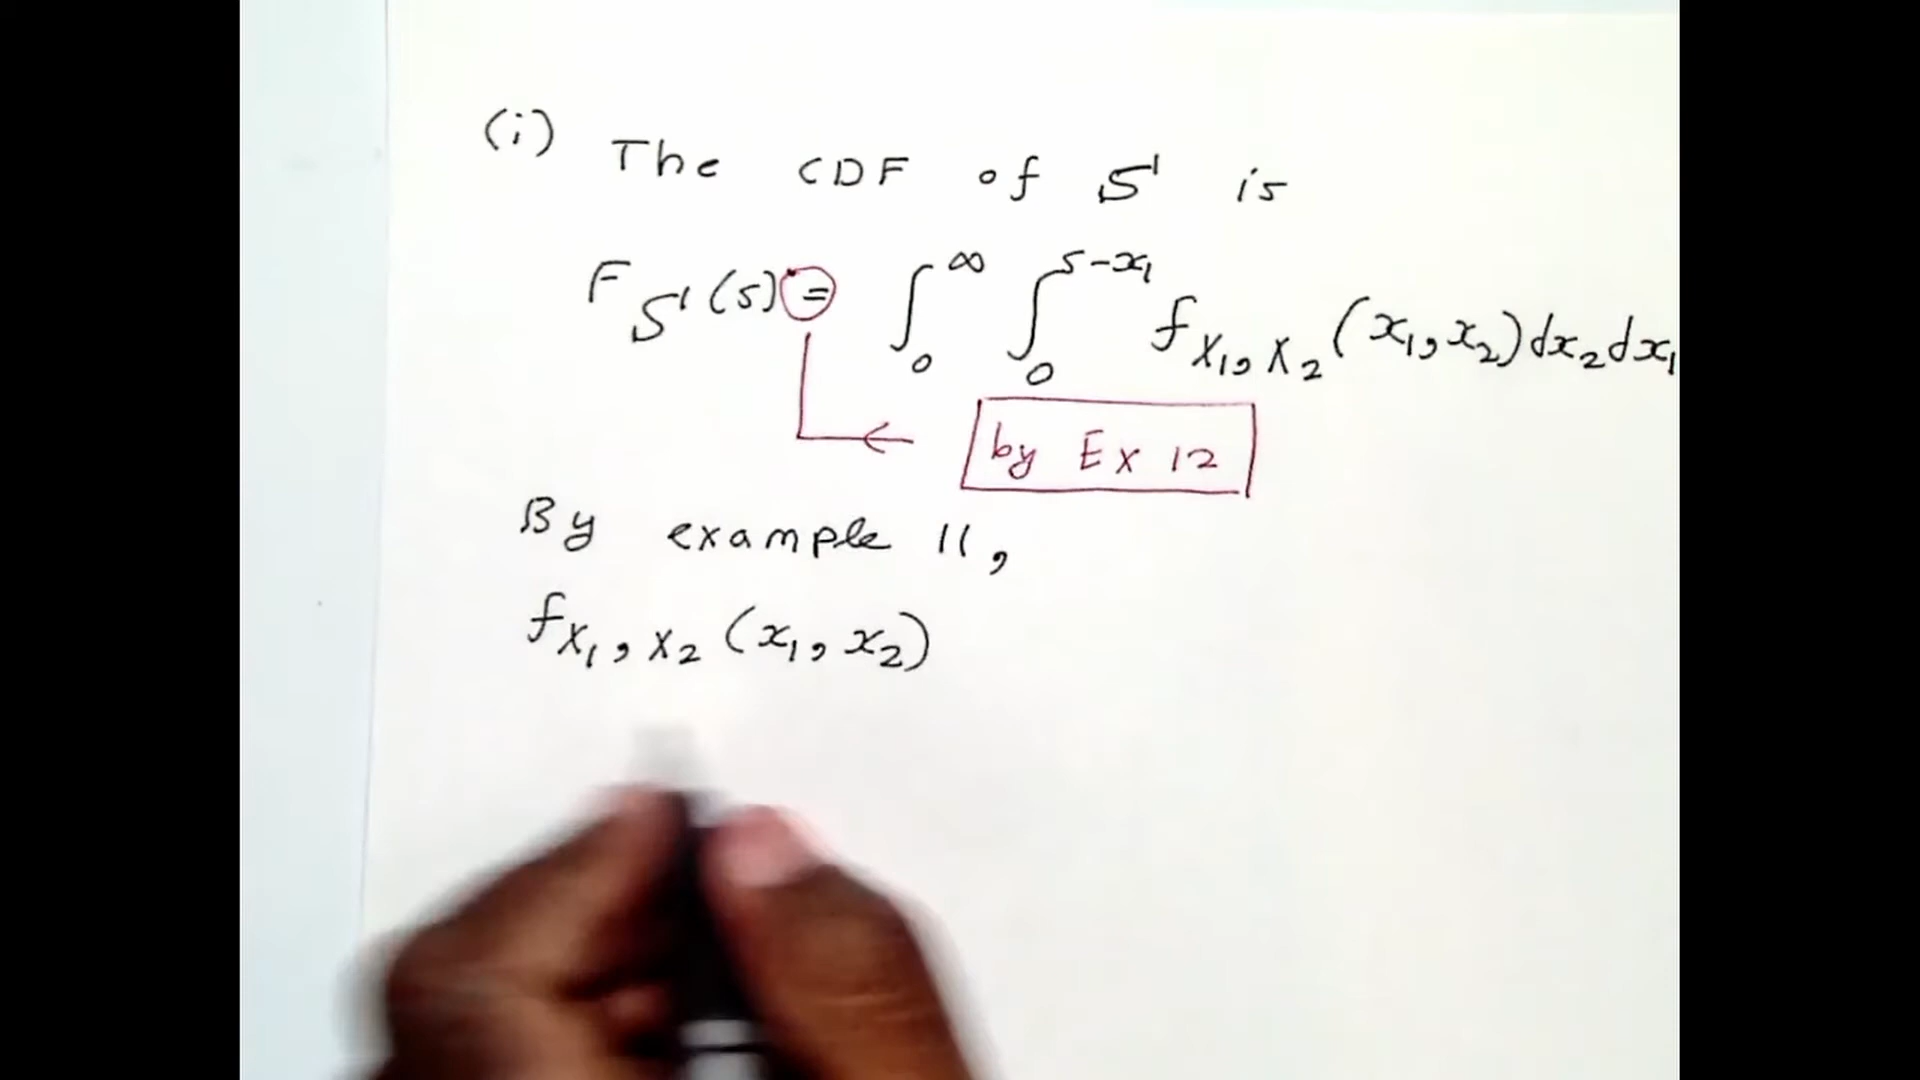 (i) The CDF of S is
F_S(s) = ∫_0^∞ ∫_0^{s-x_1} f_{X_1, X_2}(x_1, x_2) dx_2 dx_1
by Ex 12
By example 11,
f_{X_1, X_2}(x_1, x_2)